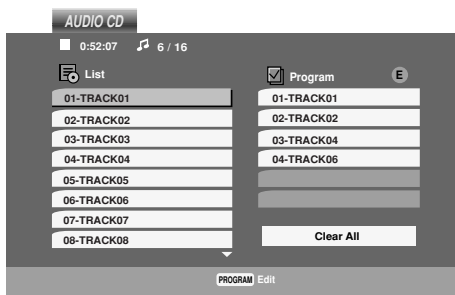 AUDIO CD
0:52:07 6 / 16
List
01-TRACK01
02-TRACK02
03-TRACK03
04-TRACK04
05-TRACK05
06-TRACK06
07-TRACK07
08-TRACK08
Program E
01-TRACK01
02-TRACK02
03-TRACK04
04-TRACK06
Clear All
PROGRAM Edit